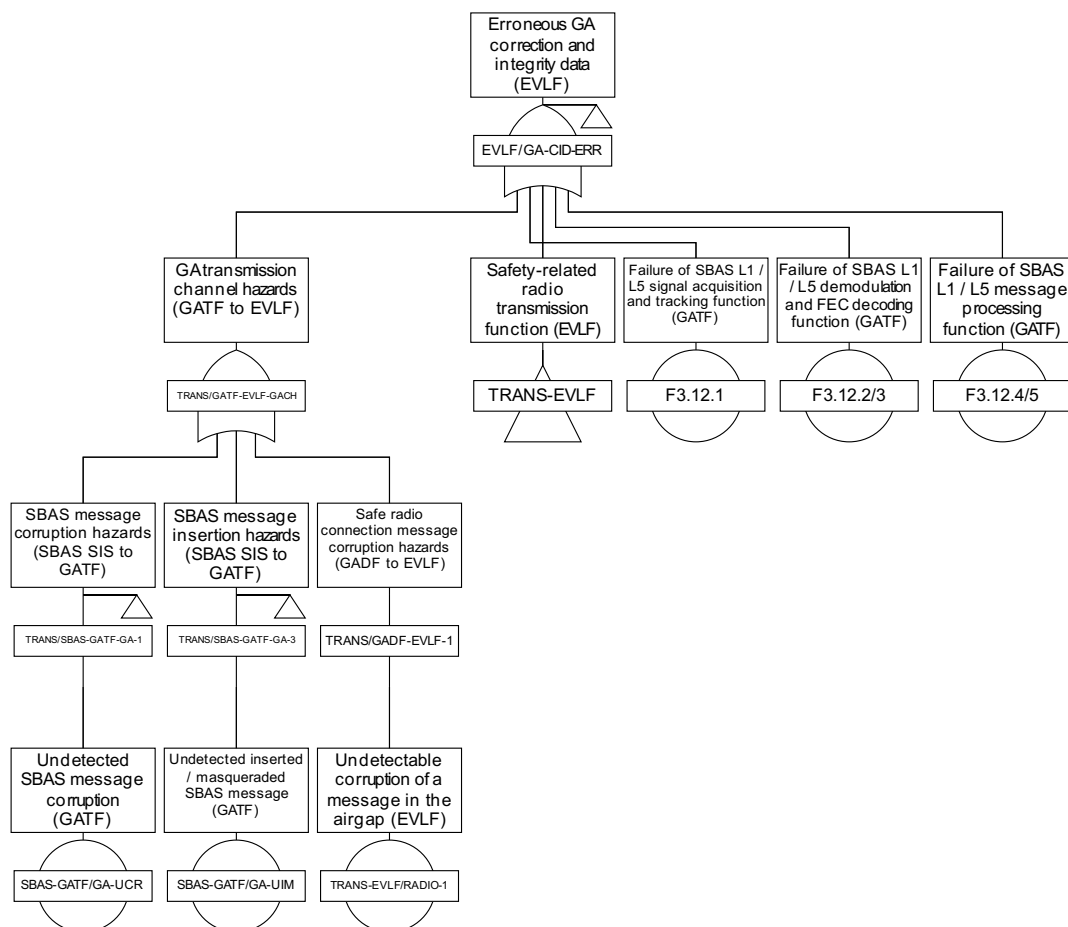 Erroneous GA
correction and
integrity data
(EVLF)
EVLF/GA-CID-ERR
GA transmission
channel hazards
(GATF to EVLF)
Safety-related
radio
transmission
function (EVLF)
Failure of SBAS L1 /
L5 signal acquisition
and tracking function
(GATF)
Failure of SBAS L1
/ L5 demodulation
and FEC decoding
function (GATF)
Failure of SBAS
L1 / L5 message
processing
function (GATF)
TRANS/GATF-EVLF-GACH
TRANS-EVLF
F3.12.1
F3.12.2/3
F3.12.4/5
SBAS message
corruption hazards
(SBAS SIS to
GATF)
SBAS message
insertion hazards
(SBAS SIS to
GATF)
Safe radio
connection message
corruption hazards
(GADF to EVLF)
TRANS/SBAS-GATF-GA-1
TRANS/SBAS-GATF-GA-3
TRANS/GADF-EVLF-1
Undetected
SBAS message
corruption
(GATF)
Undetected inserted
/ masqueraded
SBAS message
(GATF)
Undetectable
corruption of a
message in the
airgap (EVLF)
SBAS-GATF/GA-UCR
SBAS-GATF/GA-UIM
TRANS-EVLF/RADIO-1